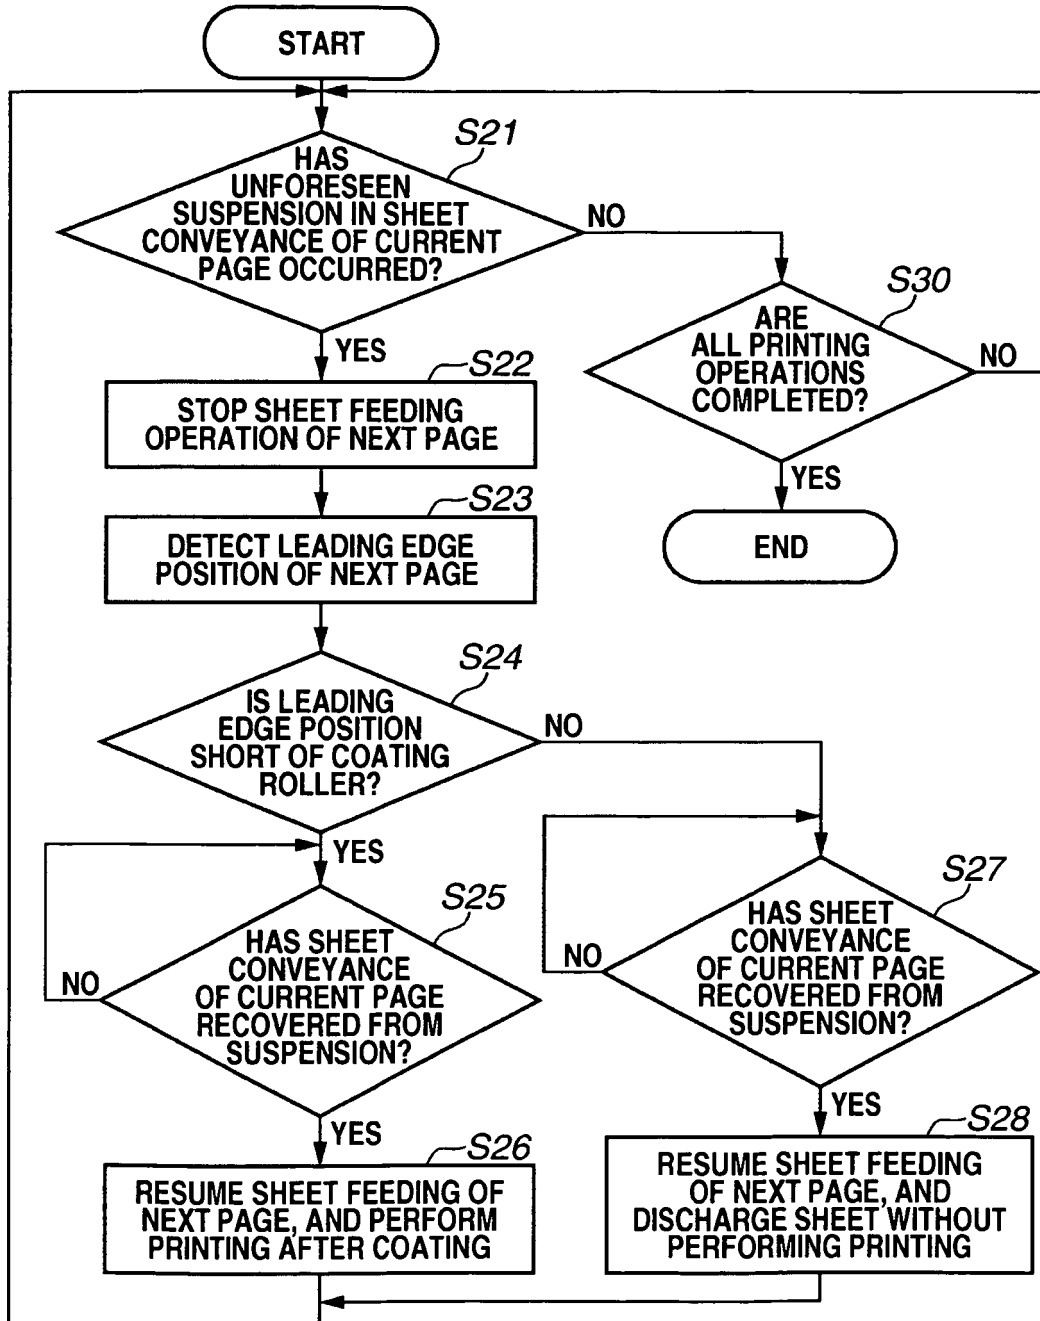 START
S21
HAS
UNFORESEEN
SUSPENSION IN SHEET
CONVEYANCE OF CURRENT
PAGE OCCURRED?
NO
YES
S30
ARE
ALL PRINTING
OPERATIONS
COMPLETED?
NO
YES
END
S22
STOP SHEET FEEDING
OPERATION OF NEXT PAGE
S23
DETECT LEADING EDGE
POSITION OF NEXT PAGE
S24
IS LEADING
EDGE POSITION
SHORT OF COATING
ROLLER?
NO
YES
S25
HAS SHEET
CONVEYANCE
OF CURRENT PAGE
RECOVERED FROM
SUSPENSION?
NO
YES
S26
RESUME SHEET FEEDING OF
NEXT PAGE, AND PERFORM
PRINTING AFTER COATING
S27
HAS SHEET
CONVEYANCE
OF CURRENT PAGE
RECOVERED FROM
SUSPENSION?
NO
YES
S28
RESUME SHEET FEEDING
OF NEXT PAGE, AND
DISCHARGE SHEET WITHOUT
PERFORMING PRINTING